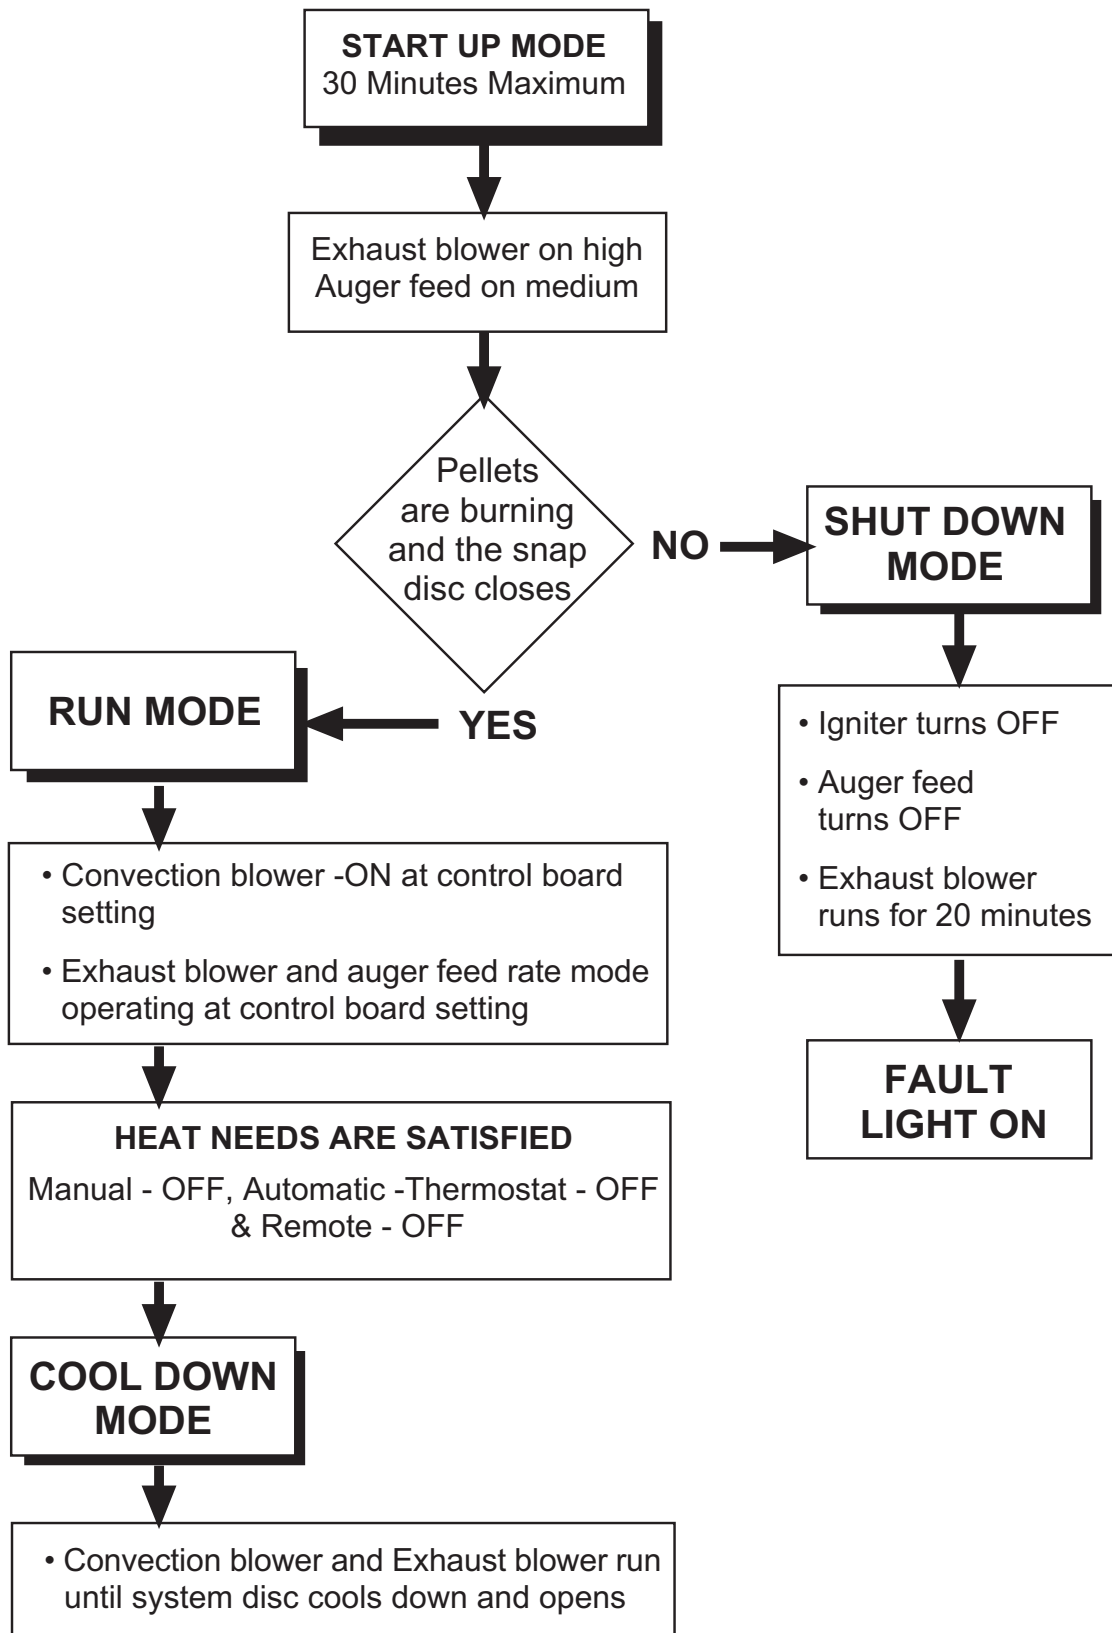 START UP MODE
30 Minutes Maximum
Exhaust blower on high
Auger feed on medium
Pellets
are burning
and the snap
disc closes
NO
SHUT DOWN
MODE
• Igniter turns OFF
• Auger feed
turns OFF
• Exhaust blower
runs for 20 minutes
FAULT
LIGHT ON
YES
RUN MODE
• Convection blower -ON at control board
setting
• Exhaust blower and auger feed rate mode
operating at control board setting
HEAT NEEDS ARE SATISFIED
Manual - OFF, Automatic -Thermostat - OFF
& Remote - OFF
COOL DOWN
MODE
• Convection blower and Exhaust blower run
until system disc cools down and opens